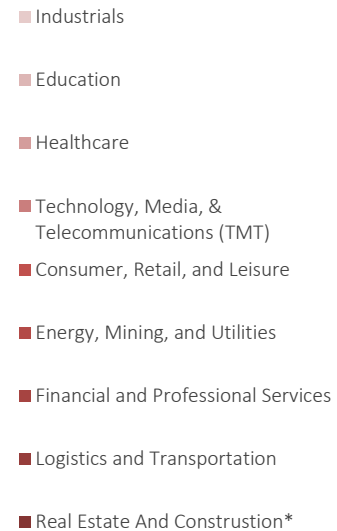 Industrials
Education
Healthcare
Technology, Media, &
Telecommunications (TMT)
Consumer, Retail, and Leisure
Energy, Mining, and Utilities
Financial and Professional Services
Logistics and Transportation
Real Estate And Construstion*